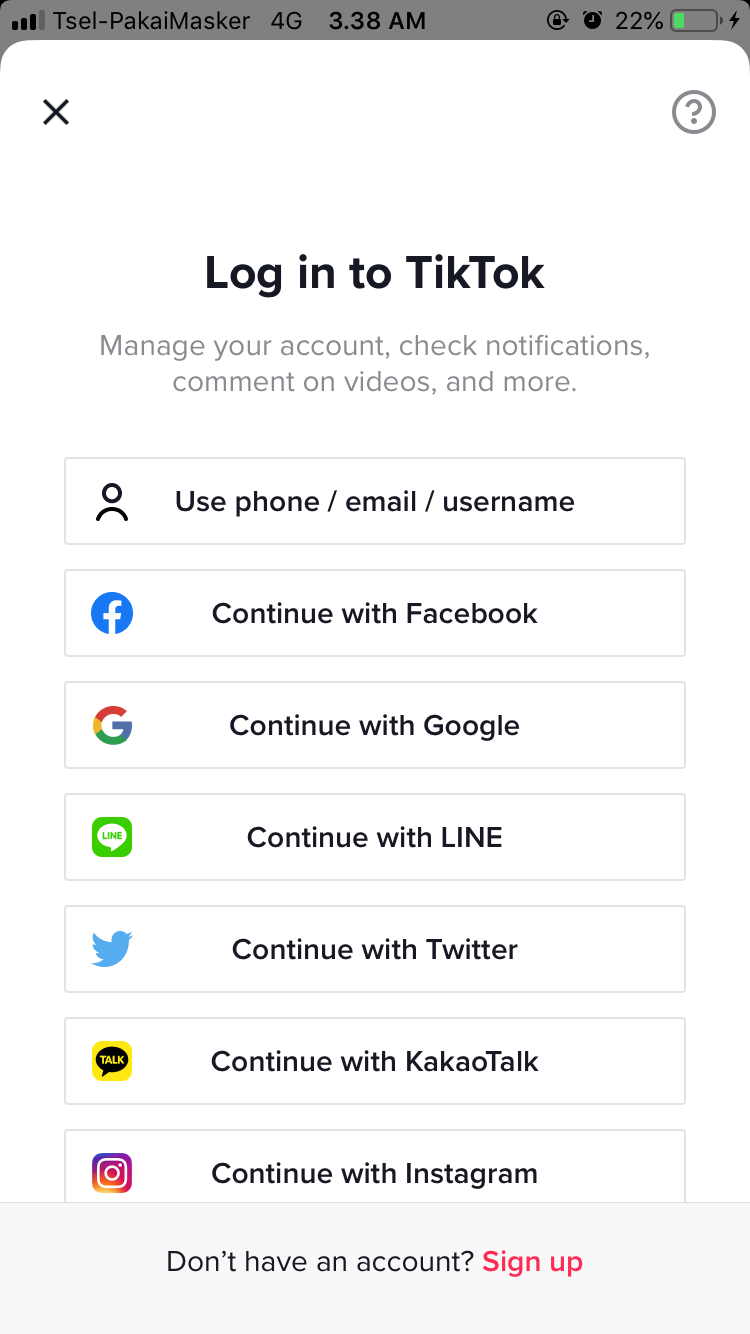 Tsel-PakaiMasker 4G 3.38 AM 22%
Log in to TikTok
Manage your account, check notifications,
comment on videos, and more.
Use phone / email / username
Continue with Facebook
Continue with Google
LINE Continue with LINE
Continue with Twitter
TALK Continue with KakaoTalk
Continue with Instagram
Don’t have an account? Sign up